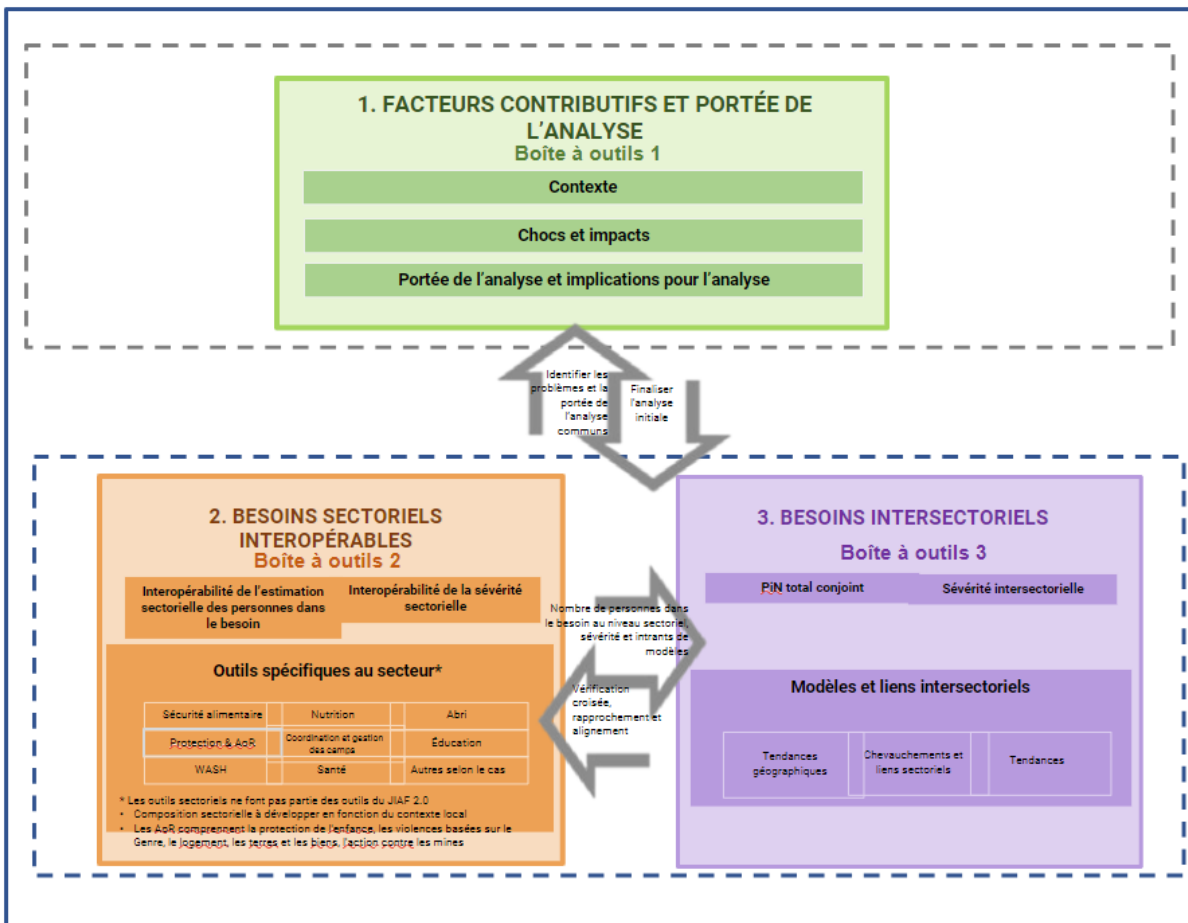 1. FACTEURS CONTRIBUTIFS ET PORTÉE DE
L'ANALYSE
Boîte à outils 1
Contexte
Chocs et impacts
Portée de l'analyse et implications pour l'analyse
Identifier les
problèmes et la
portée de
l'analyse
communs
Finaliser
l'analyse
initiale
2. BESOINS SECTORIELS
INTEROPÉRABLES
Boîte à outils 2
Interopérabilité de l'estimation
sectorielle des personnes dans
le besoin
Interopérabilité de la sévérité
sectorielle
Outils spécifiques au secteur*
Sécurité alimentaire
Nutrition
Abri
Protection & AoR
Coordination et gestion
des camps
Éducation
WASH
Santé
Autres selon le cas
* Les outils sectoriels ne font pas partie des outils du JIAF 2.0
• Composition sectorielle à développer en fonction du contexte local
• Les AoR comprennent la protection de l'enfance, les violences basées sur le
Genre, le logement, les terres et les biens, l'action contre les mines
Nombre de personnes dans
le besoin au niveau sectoriel,
sévérité et intrants de
modèles
Vérification
croisée,
rapprochement et
alignement
3. BESOINS INTERSECTORIELS
Boîte à outils 3
PiN total conjoint
Sévérité intersectorielle
Modèles et liens intersectoriels
Tendances
géographiques
Chevauchements et
liens sectoriels
Tendances